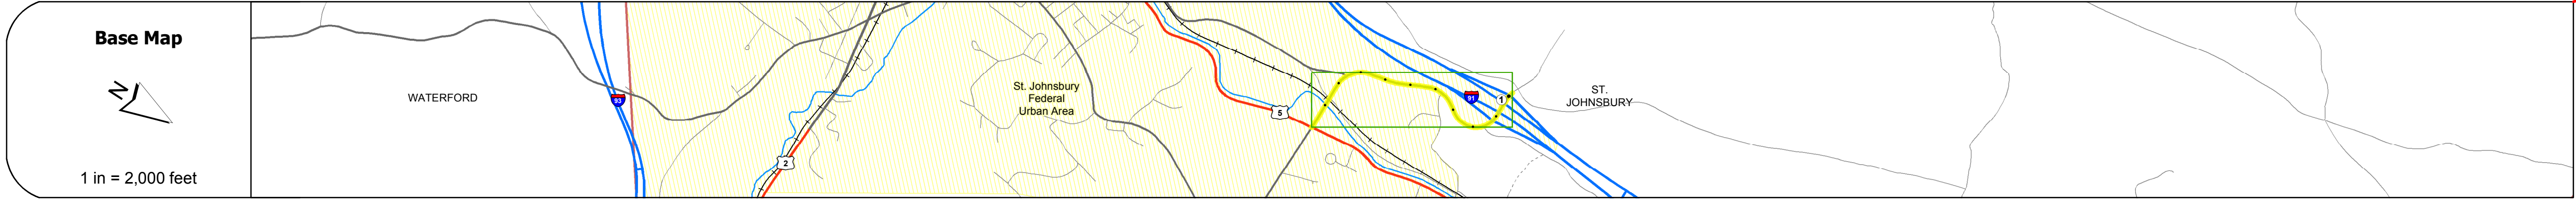 Base Map
N
1 in = 2,000 feet
WATERFORD
93
2
St. Johnsbury
Federal
Urban Area
5
91
1
ST.
JOHNSBURY